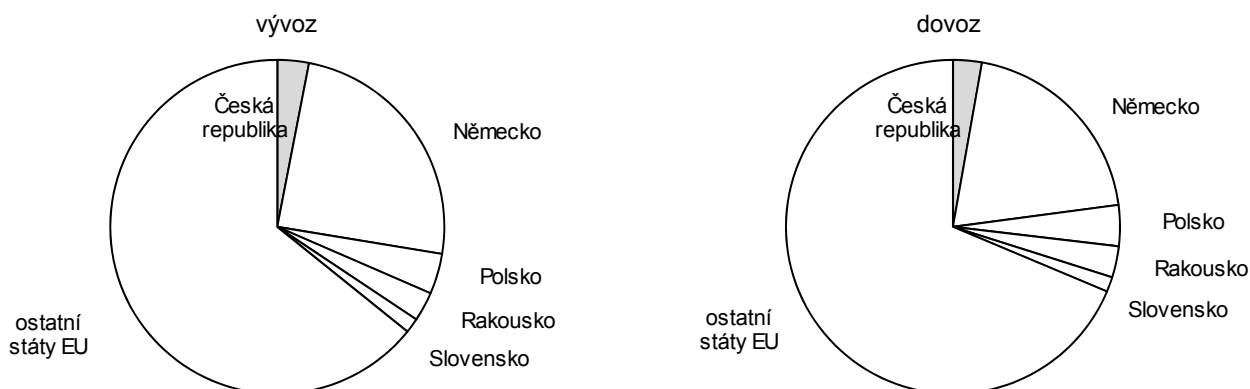 vývoz
Česká
republika
Německo
Polsko
Rakousko
Slovensko
ostatní
státy EU
dovoz
Česká
republika
Německo
Polsko
Rakousko
Slovensko
ostatní
státy EU